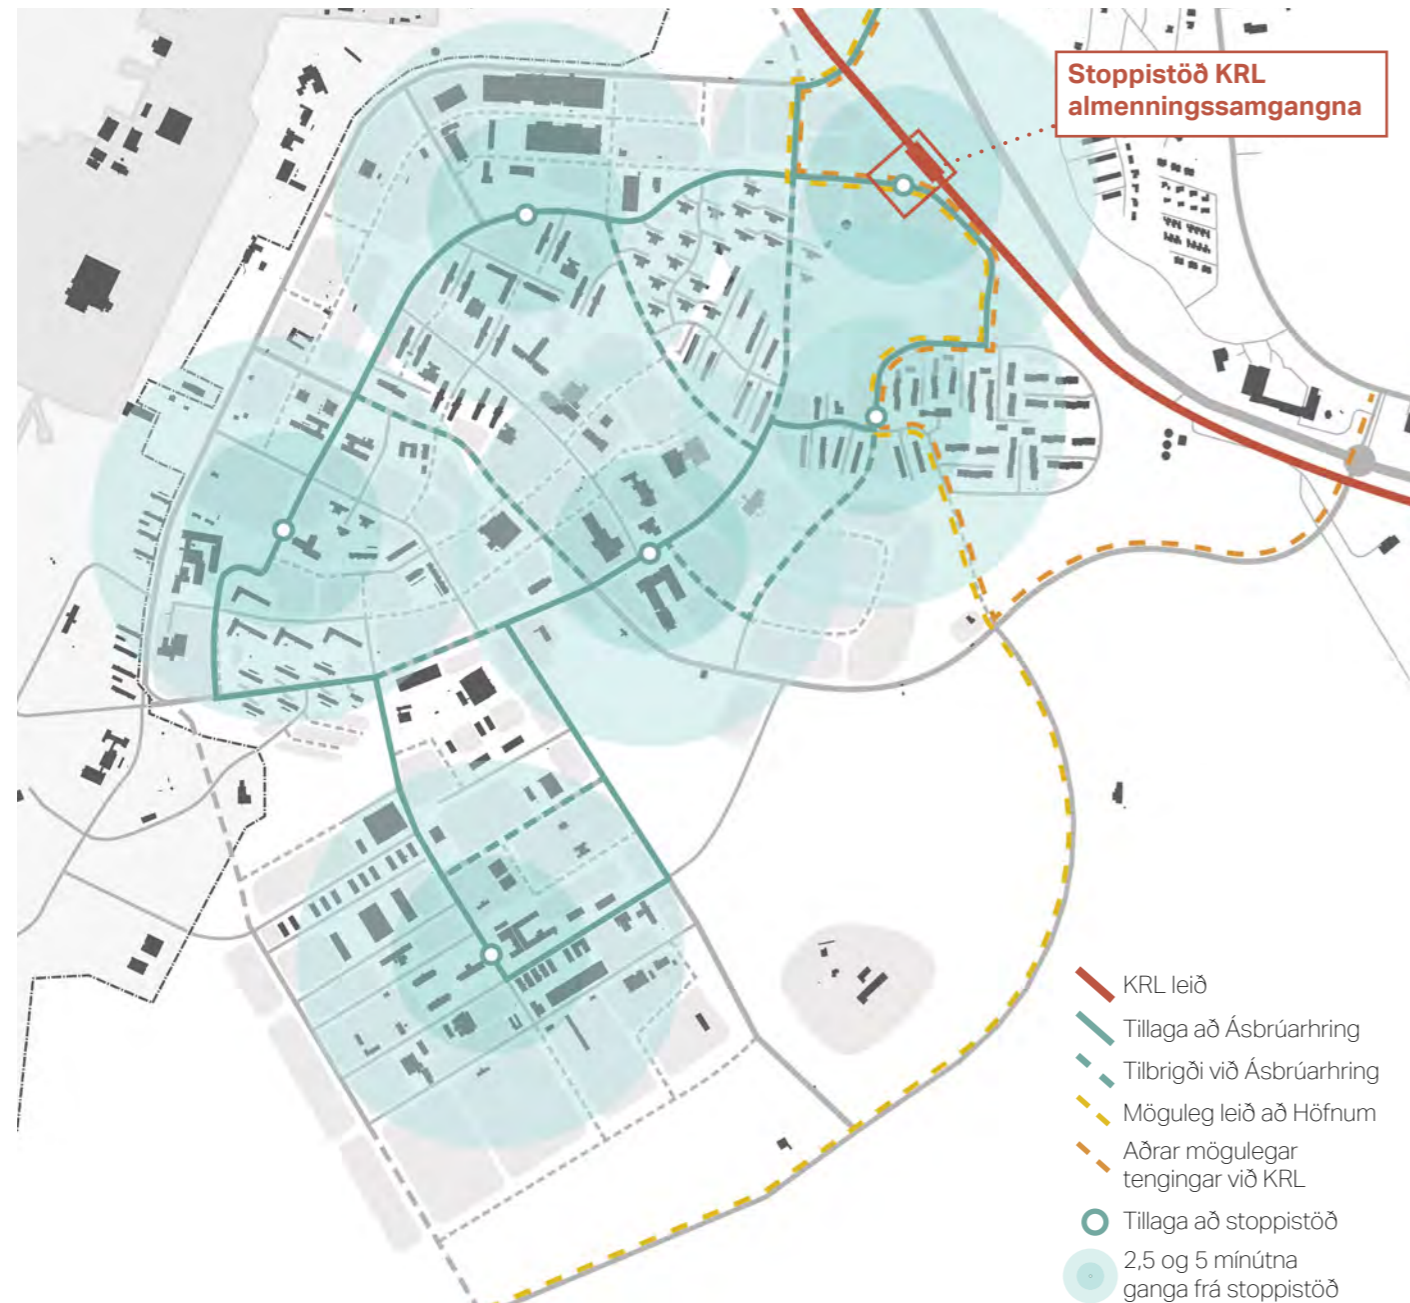 Stoppistöð KRL
almenningssamgangna
KRL leið
Tillaga að Ásbrúarhring
Tilbrigði við Ásbrúarhring
Möguleg leið að Höfnum
Aðrar mögulegar
tengingar við KRL
Tillaga að stoppistöð
2,5 og 5 mínútna
ganga frá stoppistöð